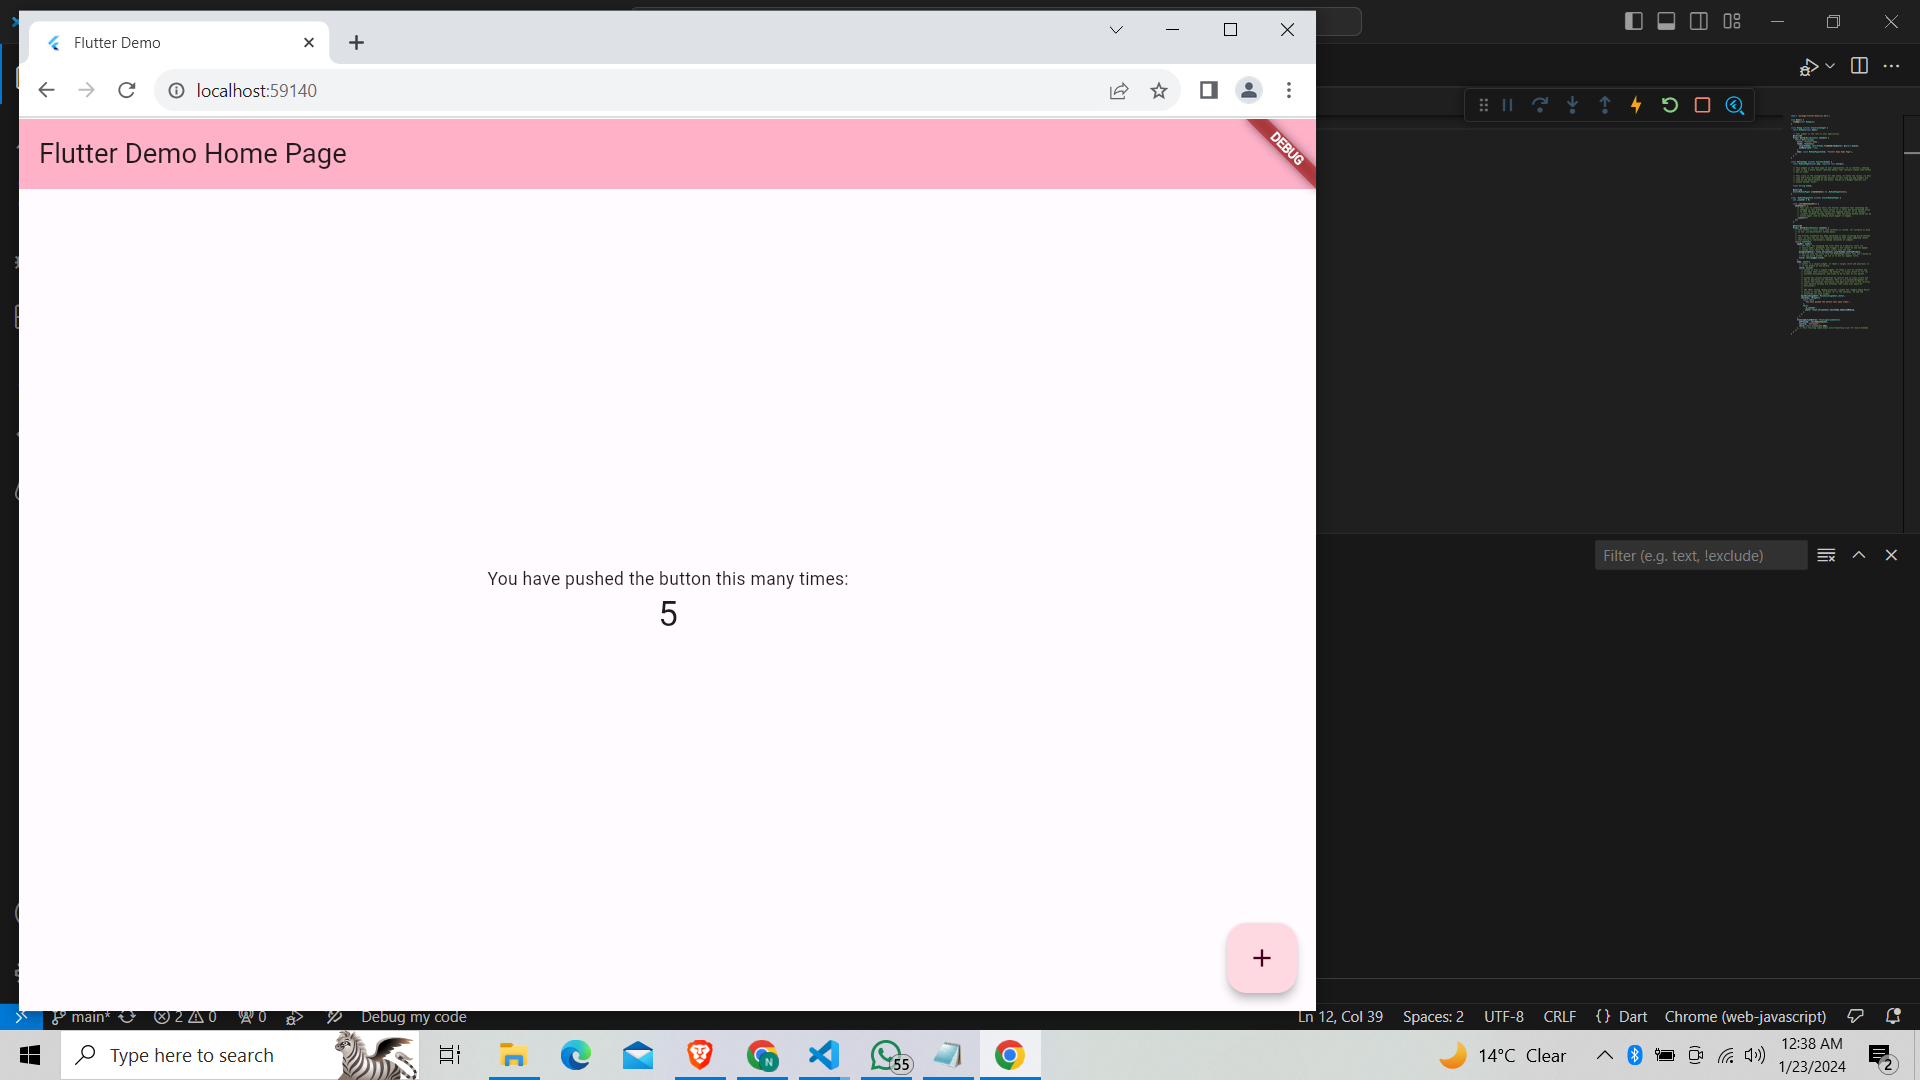 Flutter Demo
localhost:59140
Flutter Demo Home Page
DEBUG
You have pushed the button this many times:
5
Filter (e.g. text, !exclude)
main*
2
0
0
Debug my code
Ln 12, Col 39
Spaces: 2
UTF-8
CRLF
{ } Dart
Chrome (web-javascript)
Type here to search
N
55
14°C Clear
12:38 AM
1/23/2024
2